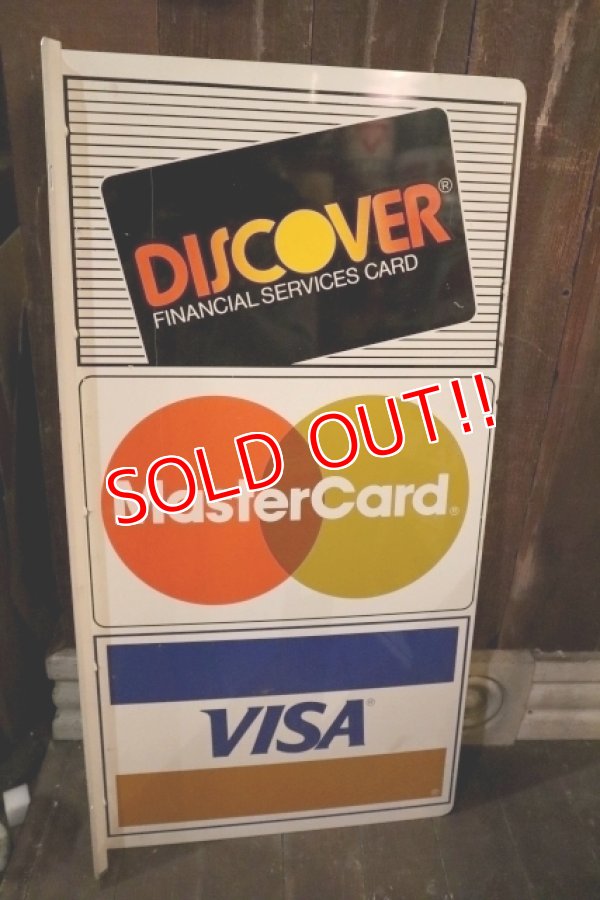 DISCOVER®
FINANCIAL SERVICES CARD
SOLD OUT!!
MasterCard®
VISA®